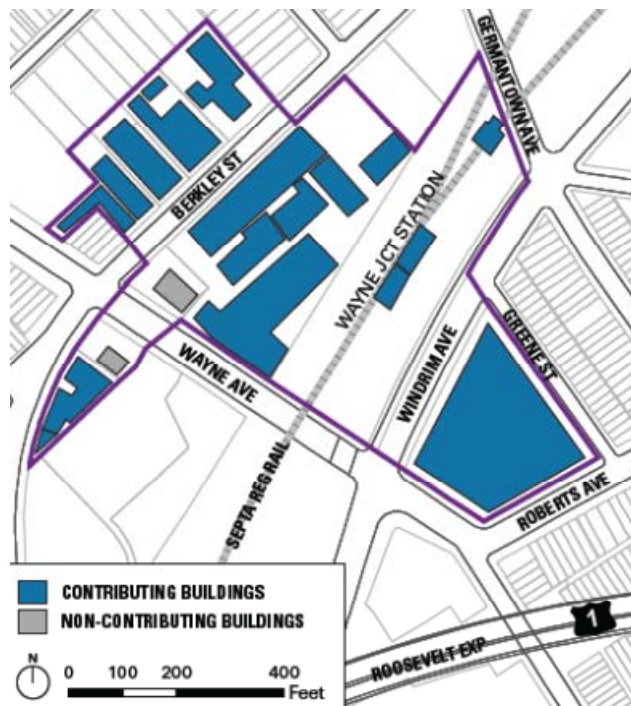 GERMANTOWN AVE
BERKLEY ST
WAYNE JCT STATION
WAYNE AVE
WINDRIM AVE
GREENE ST
SEPTA REG RAIL
ROBERTS AVE
CONTRIBUTING BUILDINGS
NON-CONTRIBUTING BUILDINGS
1
ROOSEVELT EXP
N
0 100 200 400
Feet